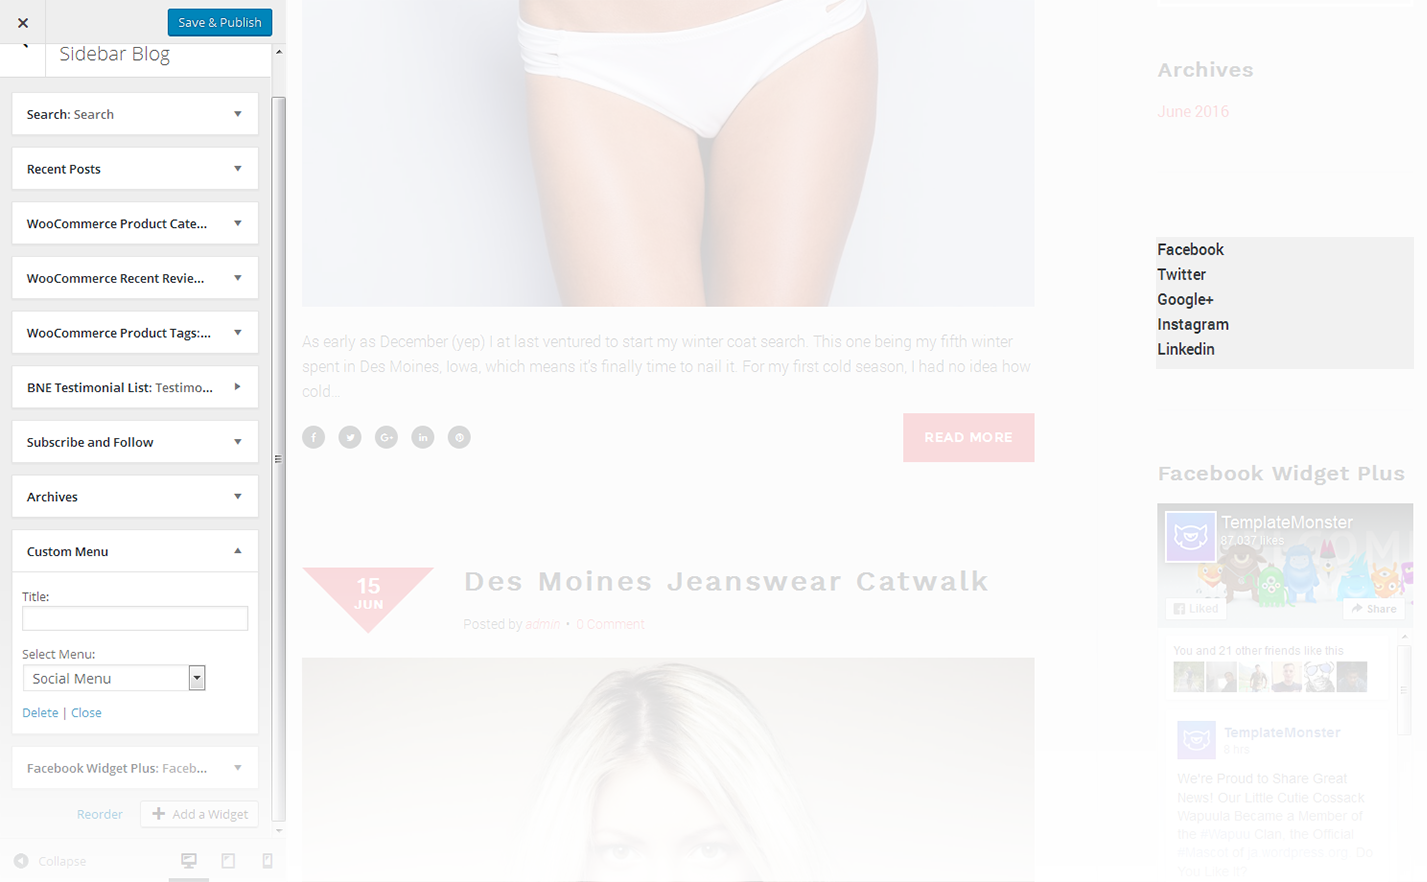 Save & Publish
Sidebar Blog
Search: Search
Recent Posts
WooCommerce Product Cate...
WooCommerce Recent Revie...
WooCommerce Product Tags:...
BNE Testimonial List: Testimo...
Subscribe and Follow
Archives
Custom Menu
Title:
Select Menu:
Social Menu
Delete | Close
Facebook Widget Plus: Faceb...
Reorder
Add a Widget
Collapse
As early as December (yep) I at last ventured to start my winter coat search. This one being my fifth winter
spent in Des Moines, Iowa, which means it's finally time to nail it. For my first cold season, I had no idea how
cold...
READ MORE
15
JUN
Des Moines Jeanswear Catwalk
Posted by admin • 0 Comment
Archives
June 2016
Facebook
Twitter
Google+
Instagram
Linkedin
Facebook Widget Plus
TemplateMonster
87,037 likes
Liked
Share
You and 21 other friends like this
TemplateMonster
8 hrs
We're Proud to Share Great
News! Our Little Cutie Cossack
Wapuula Became a Member of
the #Wapuu Clan, the Official
#Mascot of ja.wordpress.org. Do
You Like It?